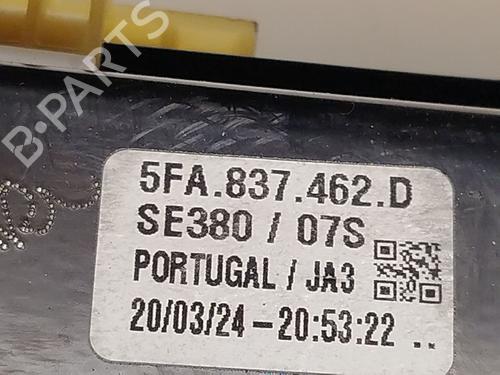 B-PARTS
5FA.837.462.D
SE380 / 07S
PORTUGAL / JA3
20/03/24-20:53:22 ..